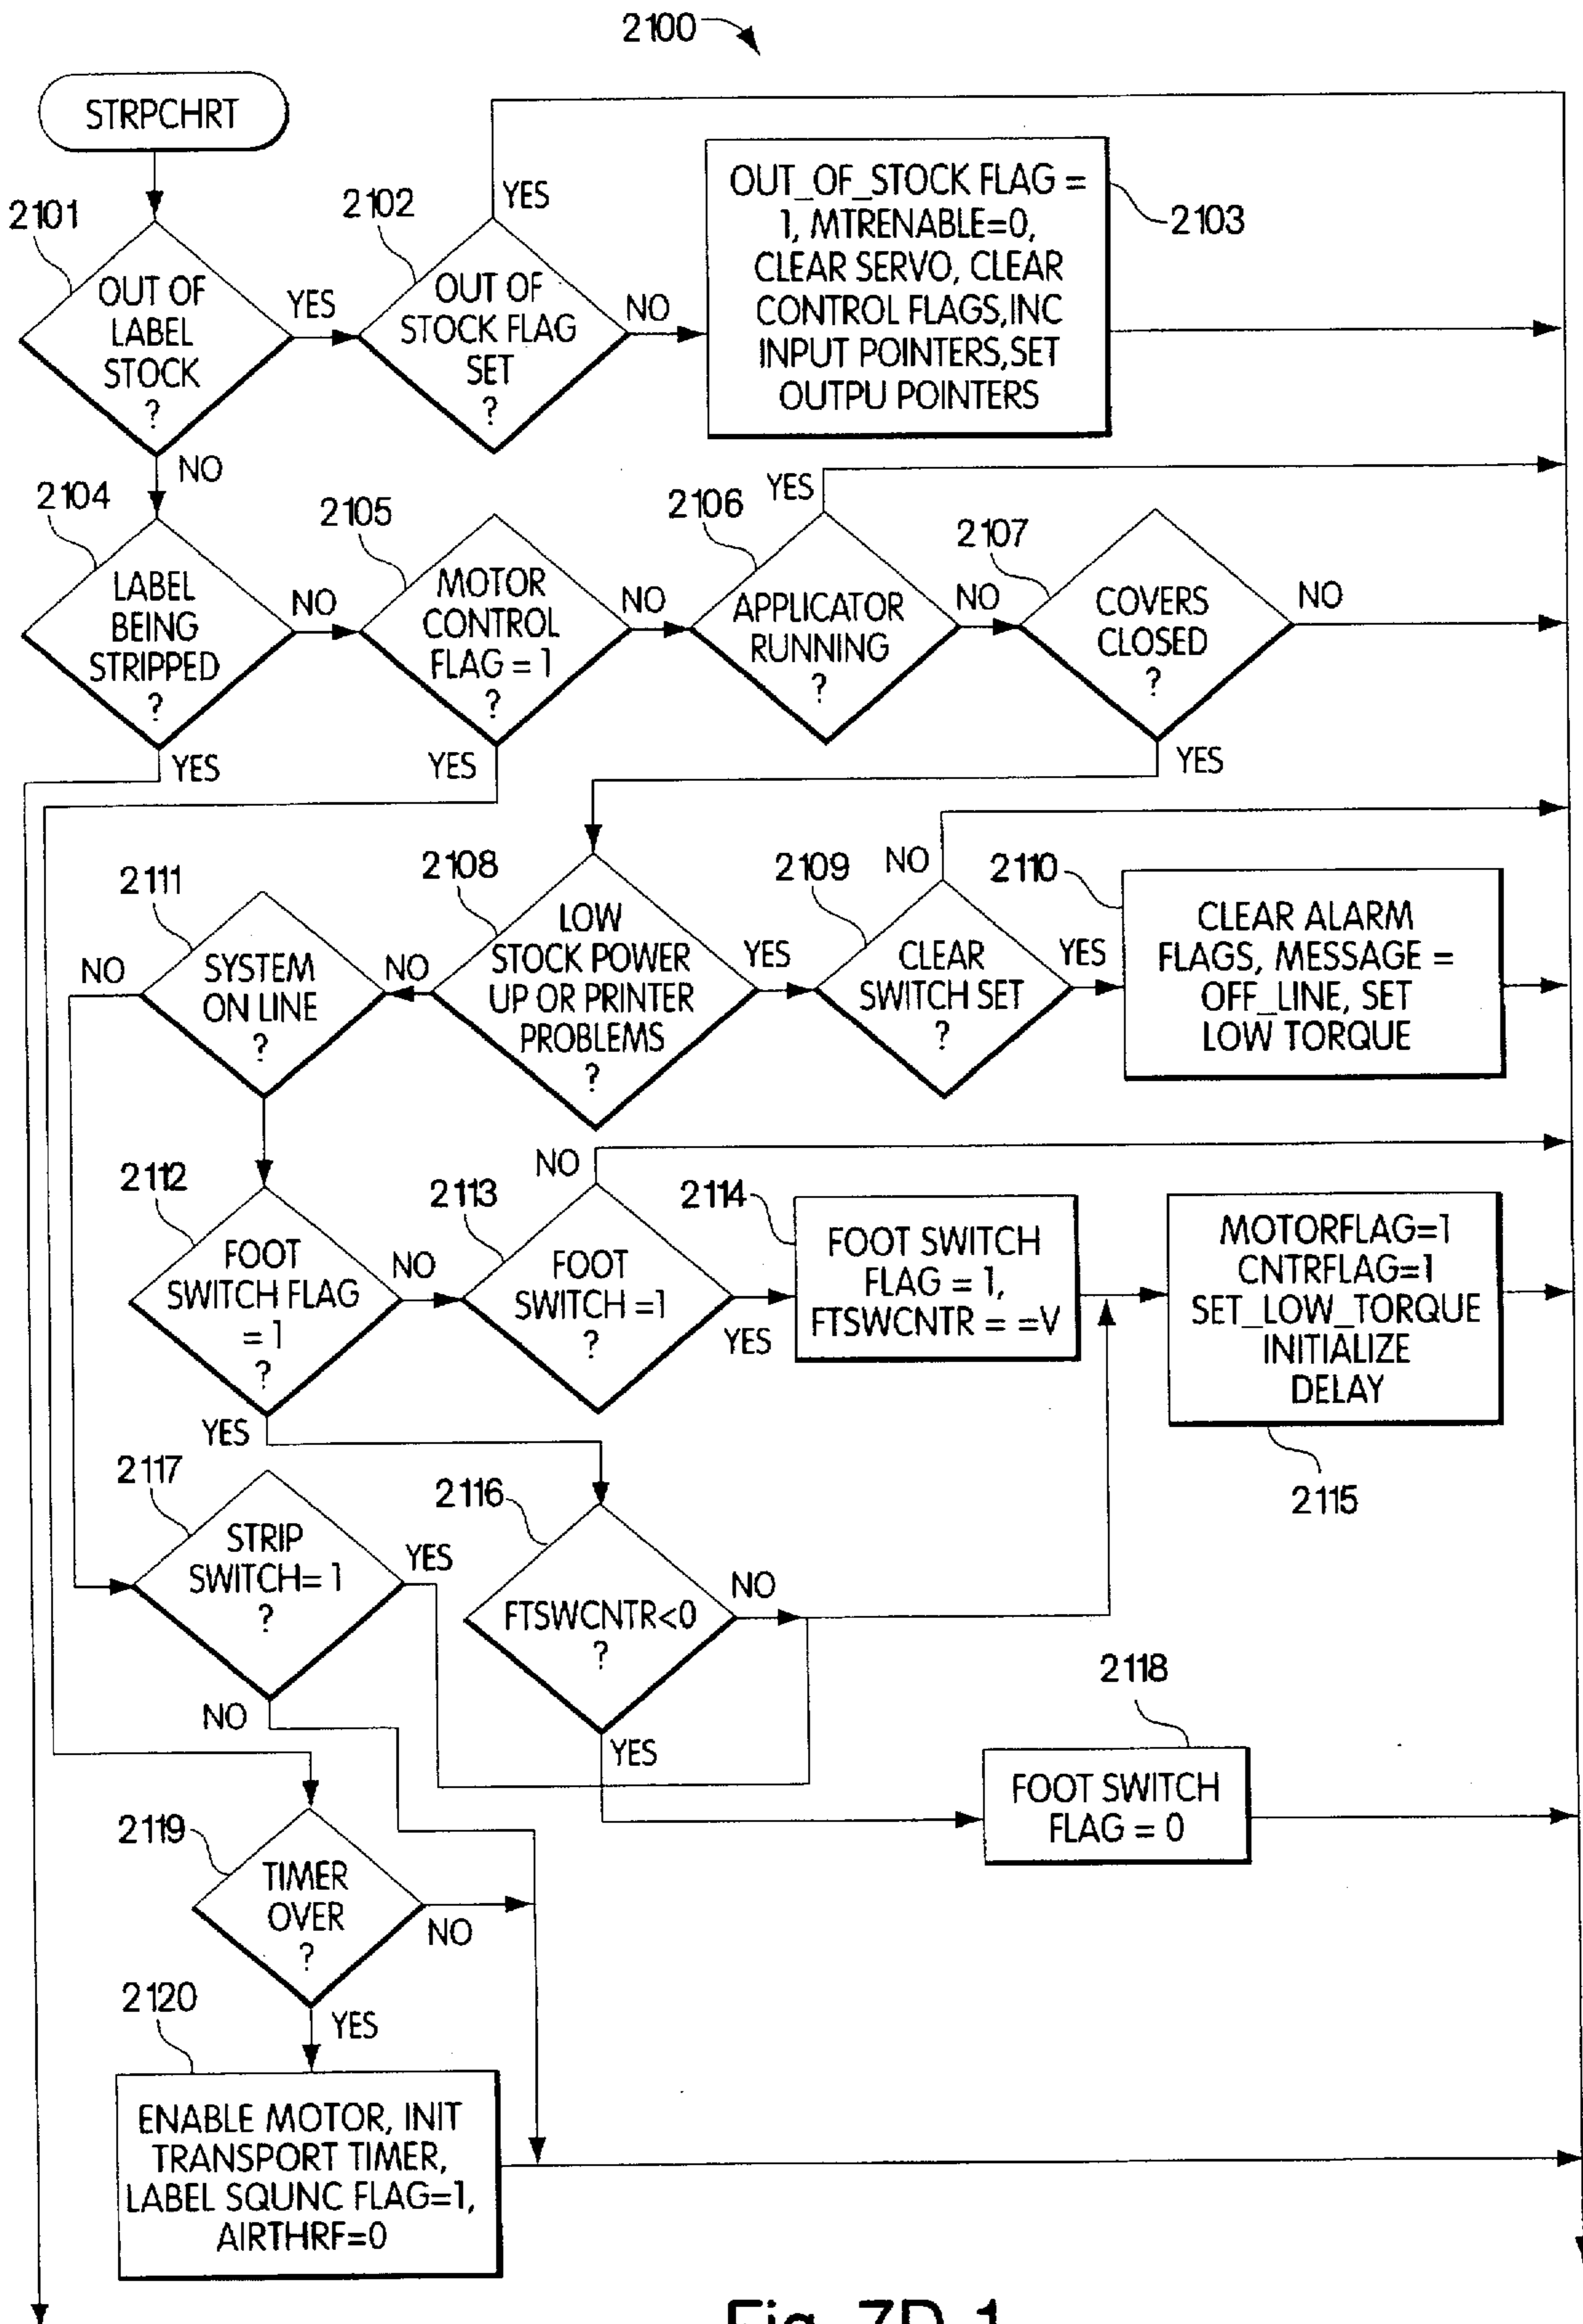 2100
STRPCHRT
2101
OUT OF
LABEL
STOCK
?
YES
NO
2102
OUT OF
STOCK FLAG
SET
?
YES
NO
2103
OUT_OF_STOCK FLAG =
1, MTRENABLE=0,
CLEAR SERVO, CLEAR
CONTROL FLAGS,INC
INPUT POINTERS,SET
OUTPU POINTERS
2104
LABEL
BEING
STRIPPED
?
NO
YES
2105
MOTOR
CONTROL
FLAG = 1
?
NO
YES
2106
APPLICATOR
RUNNING
?
YES
NO
2107
COVERS
CLOSED
?
NO
YES
2111
SYSTEM
ON LINE
?
NO
2108
LOW
STOCK POWER
UP OR PRINTER
PROBLEMS
?
NO
YES
2109
CLEAR
SWITCH SET
?
NO
YES
2110
CLEAR ALARM
FLAGS, MESSAGE =
OFF_LINE, SET
LOW TORQUE
2112
FOOT
SWITCH FLAG
= 1
?
NO
YES
2113
FOOT
SWITCH =1
?
NO
YES
2114
FOOT SWITCH
FLAG = 1,
FTSWCNTR = =V
MOTORFLAG=1
CNTRFLAG=1
SET_LOW_TORQUE
INITIALIZE
DELAY
2115
2117
STRIP
SWITCH= 1
?
YES
NO
2116
FTSWCNTR<0
?
NO
YES
2118
FOOT SWITCH
FLAG = 0
2119
TIMER
OVER
?
NO
YES
2120
ENABLE MOTOR, INIT
TRANSPORT TIMER,
LABEL SQUNC FLAG=1,
AIRTHRF=0
Fig. 7D-1